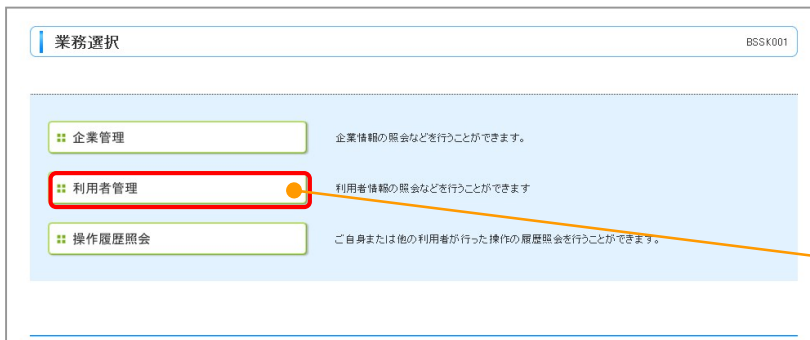 業務選択
BSSK001
企業管理
企業情報の照会などを行うことができます。
利用者管理
利用者情報の照会などを行うことができます
操作履歴照会
ご自身または他の利用者が行った操作の履歴照会を行うことができます。